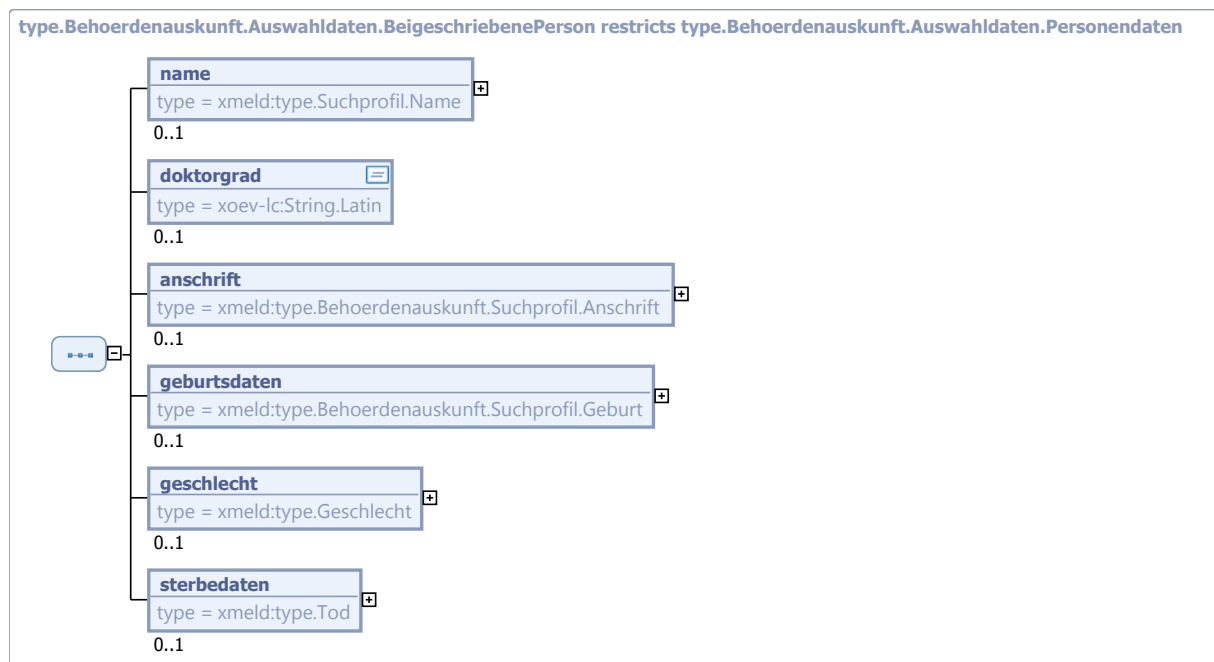 type.Behoerdenauskunft.Auswahldaten.BeigeschriebenePerson restricts type.Behoerdenauskunft.Auswahldaten.Personendaten
name
type = xmeld:type.Suchprofil.Name
0..1
doktorgrad
type = xoev-lc:String.Latin
0..1
anschrift
type = xmeld:type.Behoerdenauskunft.Suchprofil.Anschrift
0..1
geburtsdaten
type = xmeld:type.Behoerdenauskunft.Suchprofil.Geburt
0..1
geschlecht
type = xmeld:type.Geschlecht
0..1
sterbedaten
type = xmeld:type.Tod
0..1